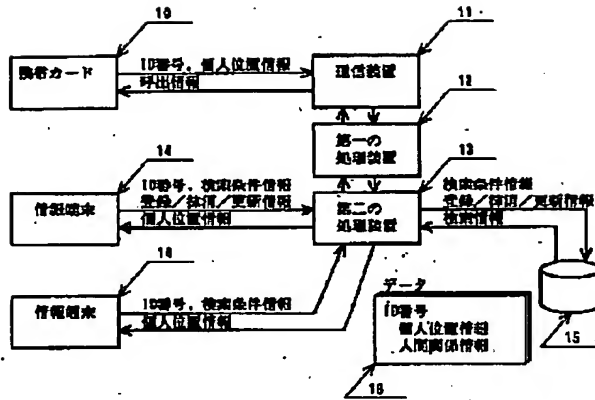 10
11
携帯カード
ID番号, 個人位置情報
呼出情報
通信装置
12
第一の
処理装置
14
13
情報端末
ID番号, 検索条件情報
登録/抹消/更新情報
個人位置情報
第二の
処理装置
検索条件情報
登録/抹消/更新情報
検索情報
14
情報端末
ID番号, 検索条件情報
個人位置情報
データ
ID番号
個人位置情報
人間関係情報
15
16